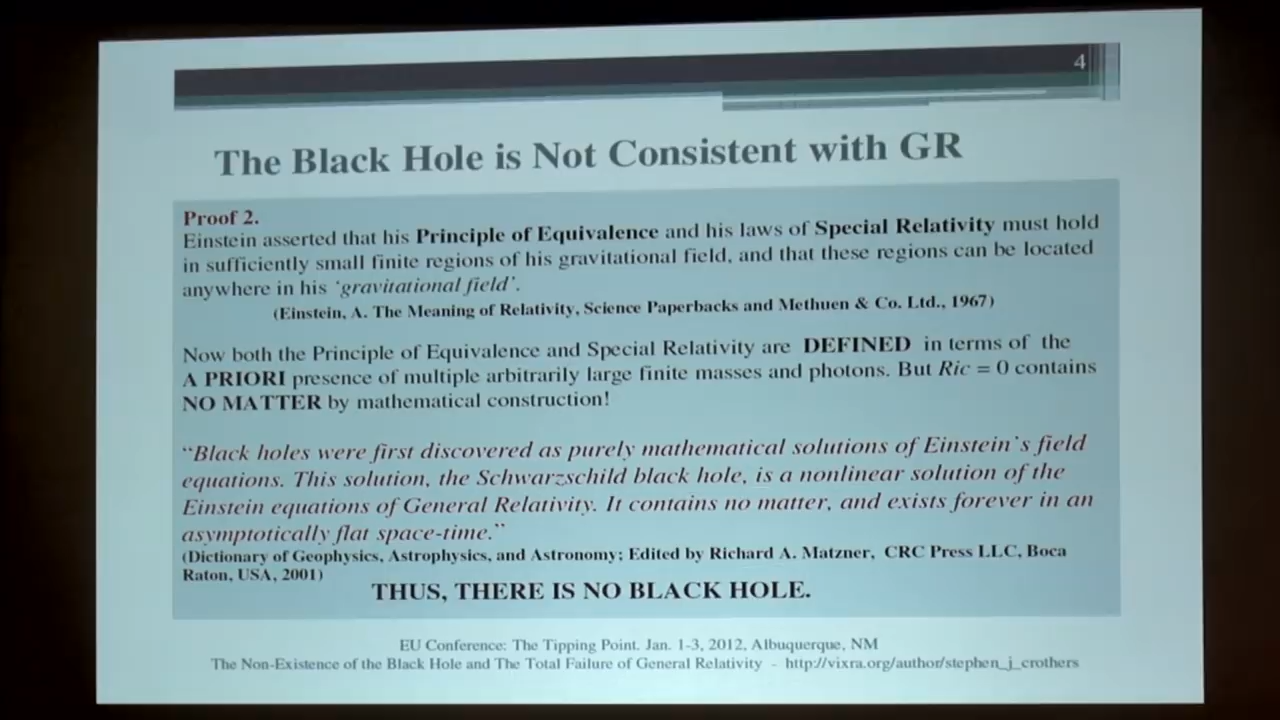 4
The Black Hole is Not Consistent with GR
Proof 2.
Einstein asserted that his Principle of Equivalence and his laws of Special Relativity must hold
in sufficiently small finite regions of his gravitational field, and that these regions can be located
anywhere in his ‘gravitational field’.
(Einstein, A. The Meaning of Relativity, Science Paperbacks and Methuen & Co. Ltd., 1967)
Now both the Principle of Equivalence and Special Relativity are DEFINED in terms of the
A PRIORI presence of multiple arbitrarily large finite masses and photons. But Ric = 0 contains
NO MATTER by mathematical construction!
“Black holes were first discovered as purely mathematical solutions of Einstein’s field
equations. This solution, the Schwarzschild black hole, is a nonlinear solution of the
Einstein equations of General Relativity. It contains no matter, and exists forever in an
asymptotically flat space-time.”
(Dictionary of Geophysics, Astrophysics, and Astronomy; Edited by Richard A. Matzner, CRC Press LLC, Boca
Raton, USA, 2001)
THUS, THERE IS NO BLACK HOLE.
EU Conference: The Tipping Point. Jan. 1-3, 2012, Albuquerque, NM
The Non-Existence of the Black Hole and The Total Failure of General Relativity - http://vixra.org/author/stephen_j_crothers